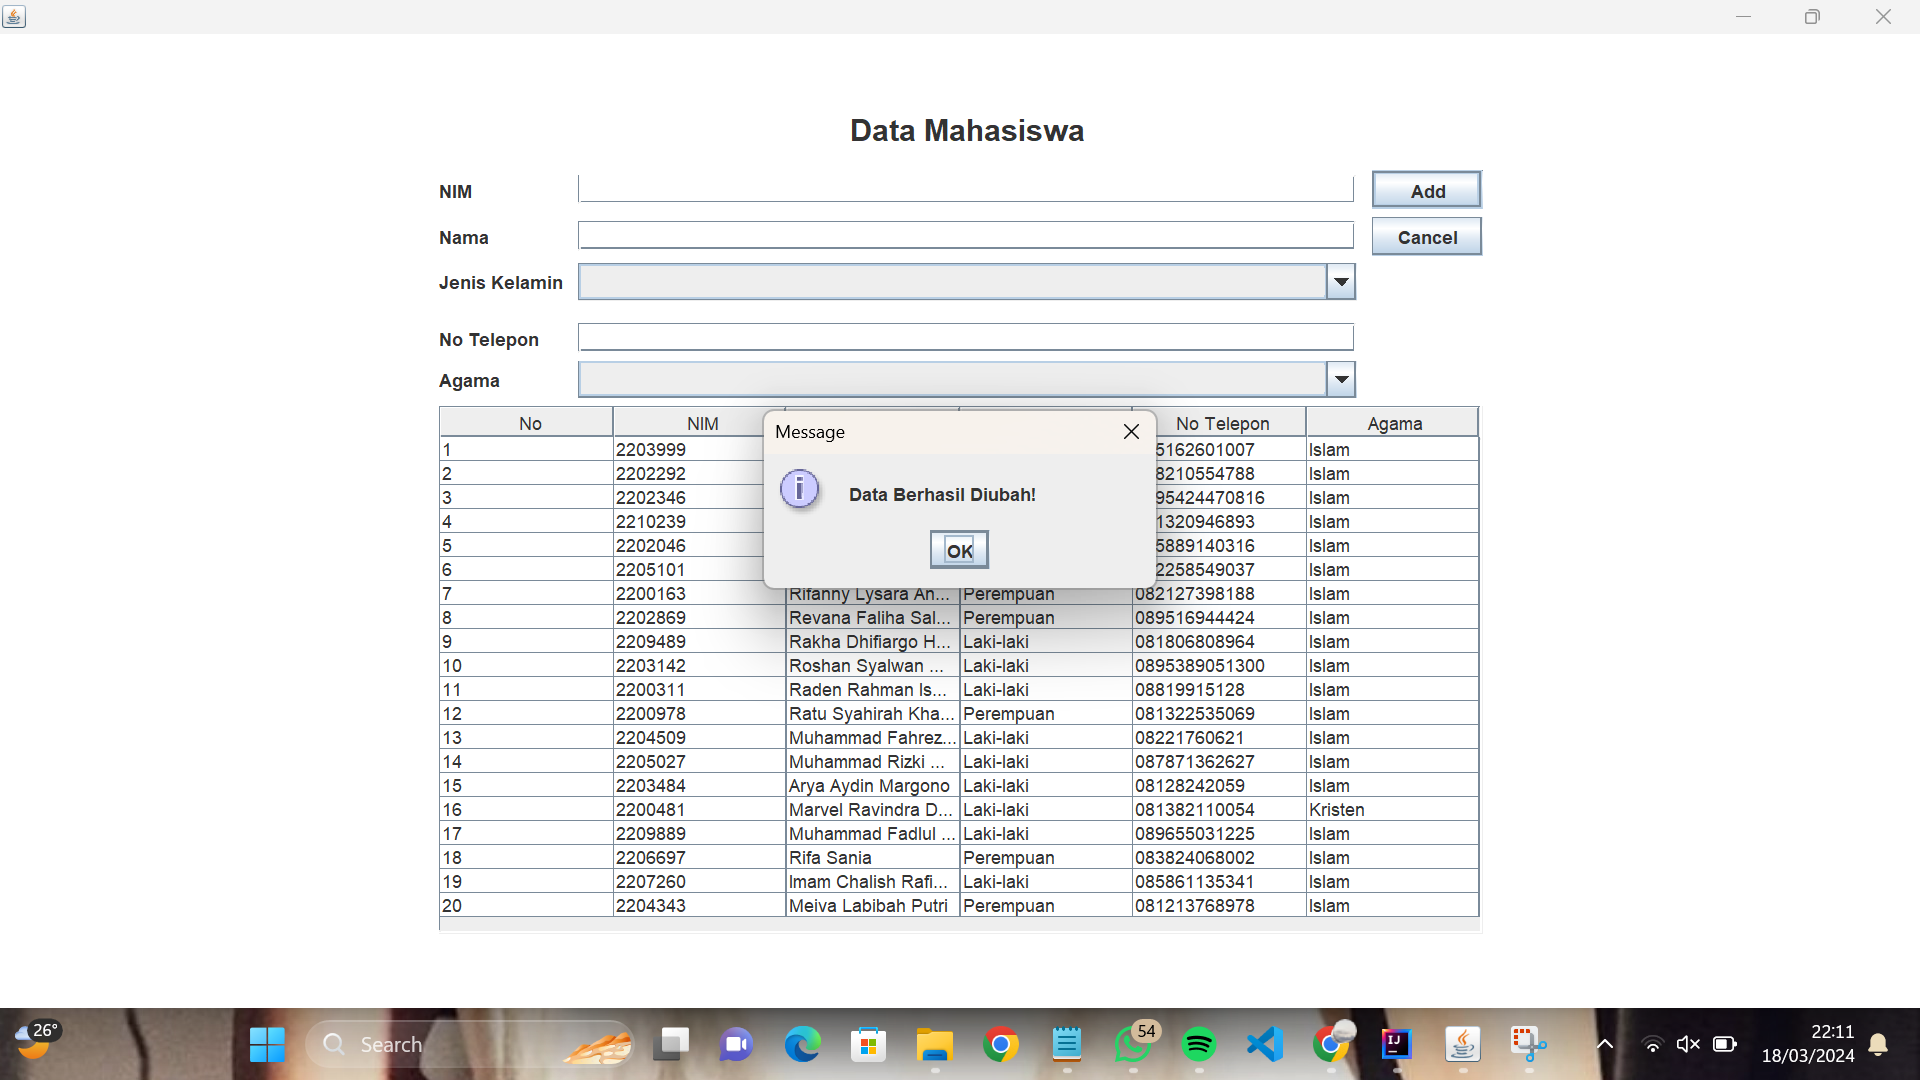 Data Mahasiswa
NIM
Add
Nama
Cancel
Jenis Kelamin
No Telepon
Agama
No NIM No Telepon Agama
Message
Data Berhasil Diubah!
OK
1 2203999 5162601007 Islam
2 2202292 8210554788 Islam
3 2202346 95424470816 Islam
4 2210239 1320946893 Islam
5 2202046 5889140316 Islam
6 2205101 2258549037 Islam
7 2200163 Rifanny Lysara An... Perempuan 082127398188 Islam
8 2202869 Revana Faliha Sal... Perempuan 089516944424 Islam
9 2209489 Rakha Dhifiargo H... Laki-laki 081806808964 Islam
10 2203142 Roshan Syalwan ... Laki-laki 0895389051300 Islam
11 2200311 Raden Rahman Is... Laki-laki 08819915128 Islam
12 2200978 Ratu Syahirah Kha... Perempuan 081322535069 Islam
13 2204509 Muhammad Fahrez... Laki-laki 08221760621 Islam
14 2205027 Muhammad Rizki ... Laki-laki 087871362627 Islam
15 2203484 Arya Aydin Margono Laki-laki 08128242059 Islam
16 2200481 Marvel Ravindra D... Laki-laki 081382110054 Kristen
17 2209889 Muhammad Fadlul ... Laki-laki 089655031225 Islam
18 2206697 Rifa Sania Perempuan 083824068002 Islam
19 2207260 Imam Chalish Rafi... Laki-laki 085861135341 Islam
20 2204343 Meiva Labibah Putri Perempuan 081213768978 Islam
26°
Search
54
IJ
22:11
18/03/2024